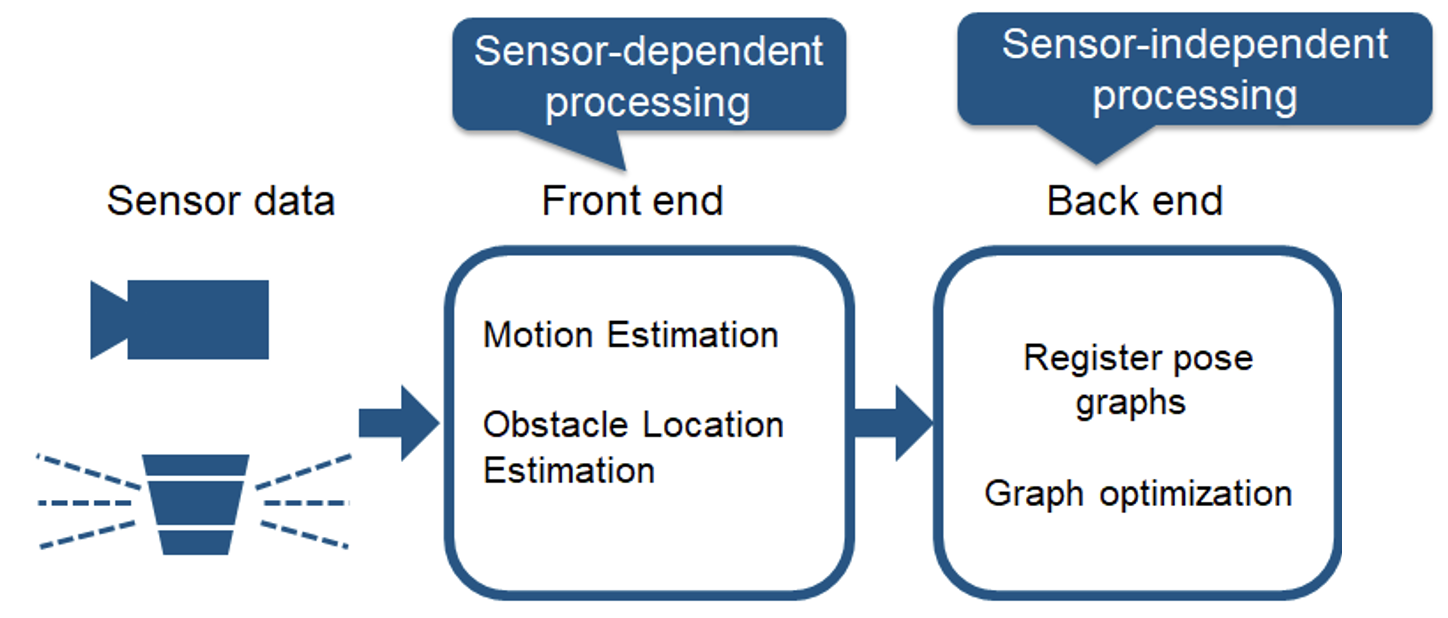 Sensor-dependent
processing
Sensor-independent
processing
Sensor data
Front end
Back end
Motion Estimation
Obstacle Location
Estimation
Register pose
graphs
Graph optimization